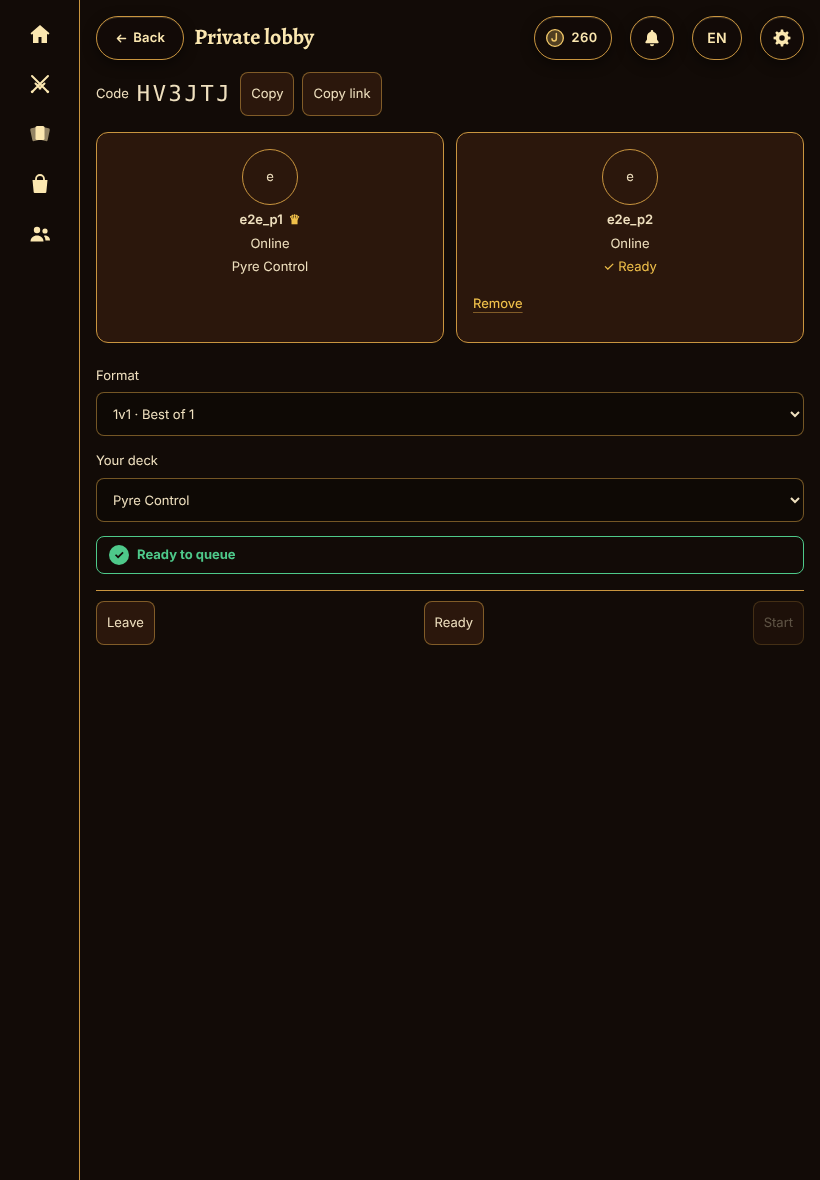 ← Back Private lobby J 260 EN
Code HV3JTJ Copy Copy link
e e
e2e_p1 e2e_p2
Online Online
Pyre Control ✓ Ready
Remove
Format
1v1 · Best of 1
Your deck
Pyre Control
Ready to queue
Leave Ready Start